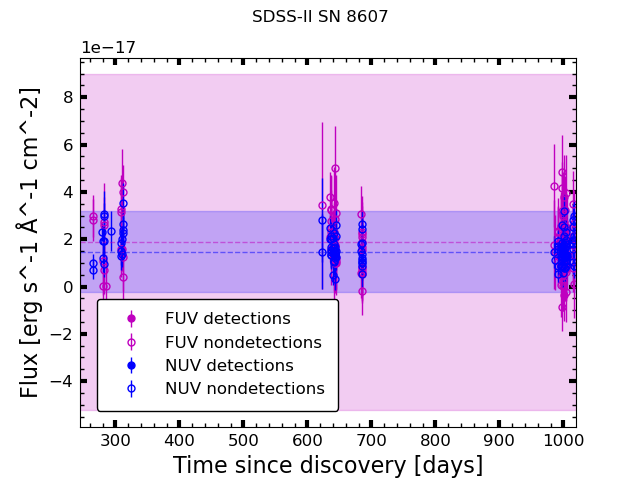 SDSS-II SN 8607
1e−17
8
6
4
2
0
−2
−4
Flux [erg s^-1 Å^-1 cm^-2]
FUV detections
FUV nondetections
NUV detections
NUV nondetections
300 400 500 600 700 800 900 1000
Time since discovery [days]